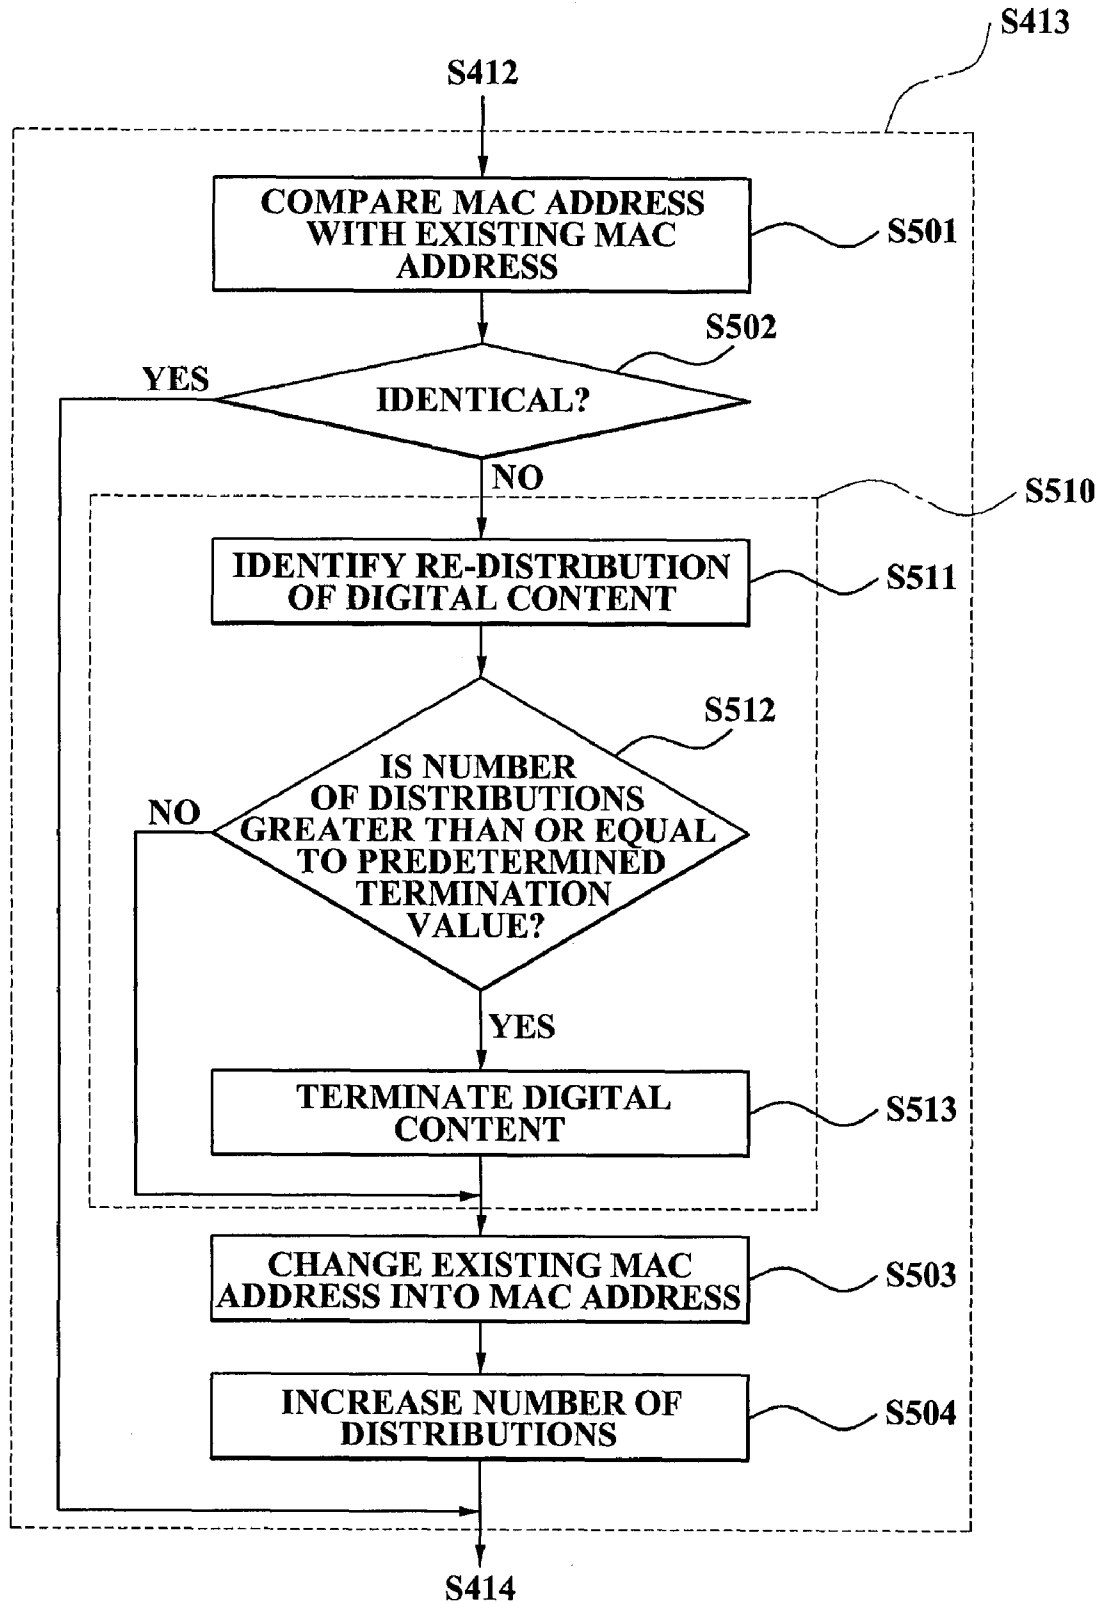 S413
S412
COMPARE MAC ADDRESS
WITH EXISTING MAC
ADDRESS
S501
S502
YES
IDENTICAL?
NO
S510
IDENTIFY RE-DISTRIBUTION
OF DIGITAL CONTENT
S511
S512
IS NUMBER
OF DISTRIBUTIONS
GREATER THAN OR EQUAL
TO PREDETERMINED
TERMINATION
VALUE?
NO
YES
TERMINATE DIGITAL
CONTENT
S513
CHANGE EXISTING MAC
ADDRESS INTO MAC ADDRESS
S503
INCREASE NUMBER OF
DISTRIBUTIONS
S504
S414